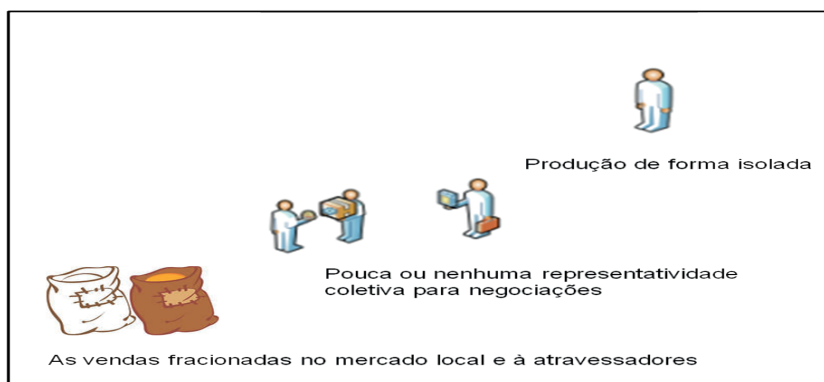 Produção de forma isolada
Pouca ou nenhuma representatividade
coletiva para negociações
As vendas fracionadas no mercado local e à atravessadores